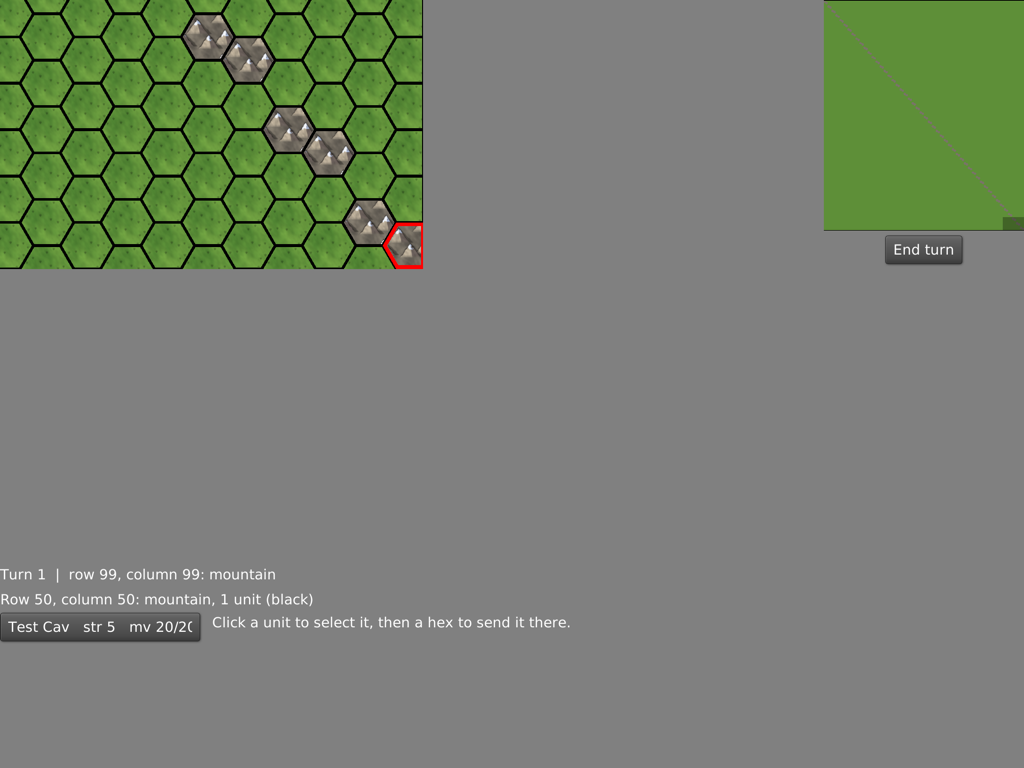 End turn
Turn 1 | row 99, column 99: mountain
Row 50, column 50: mountain, 1 unit (black)
Test Cav str 5 mv 20/20
Click a unit to select it, then a hex to send it there.